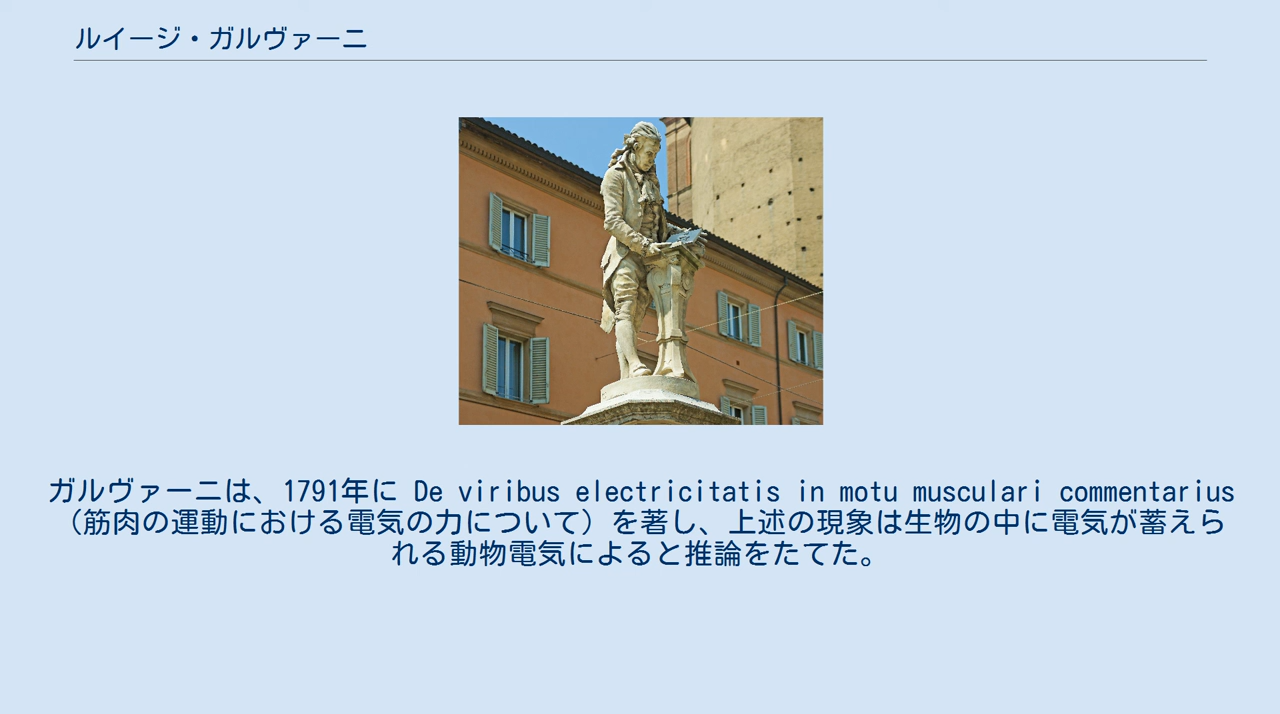 ルイージ・ガルヴァーニ
ガルヴァーニは、1791年に De viribus electricitatis in motu musculari commentarius
（筋肉の運動における電気の力について）を著し、上述の現象は生物の中に電気が蓄えら
れる動物電気によると推論をたてた。